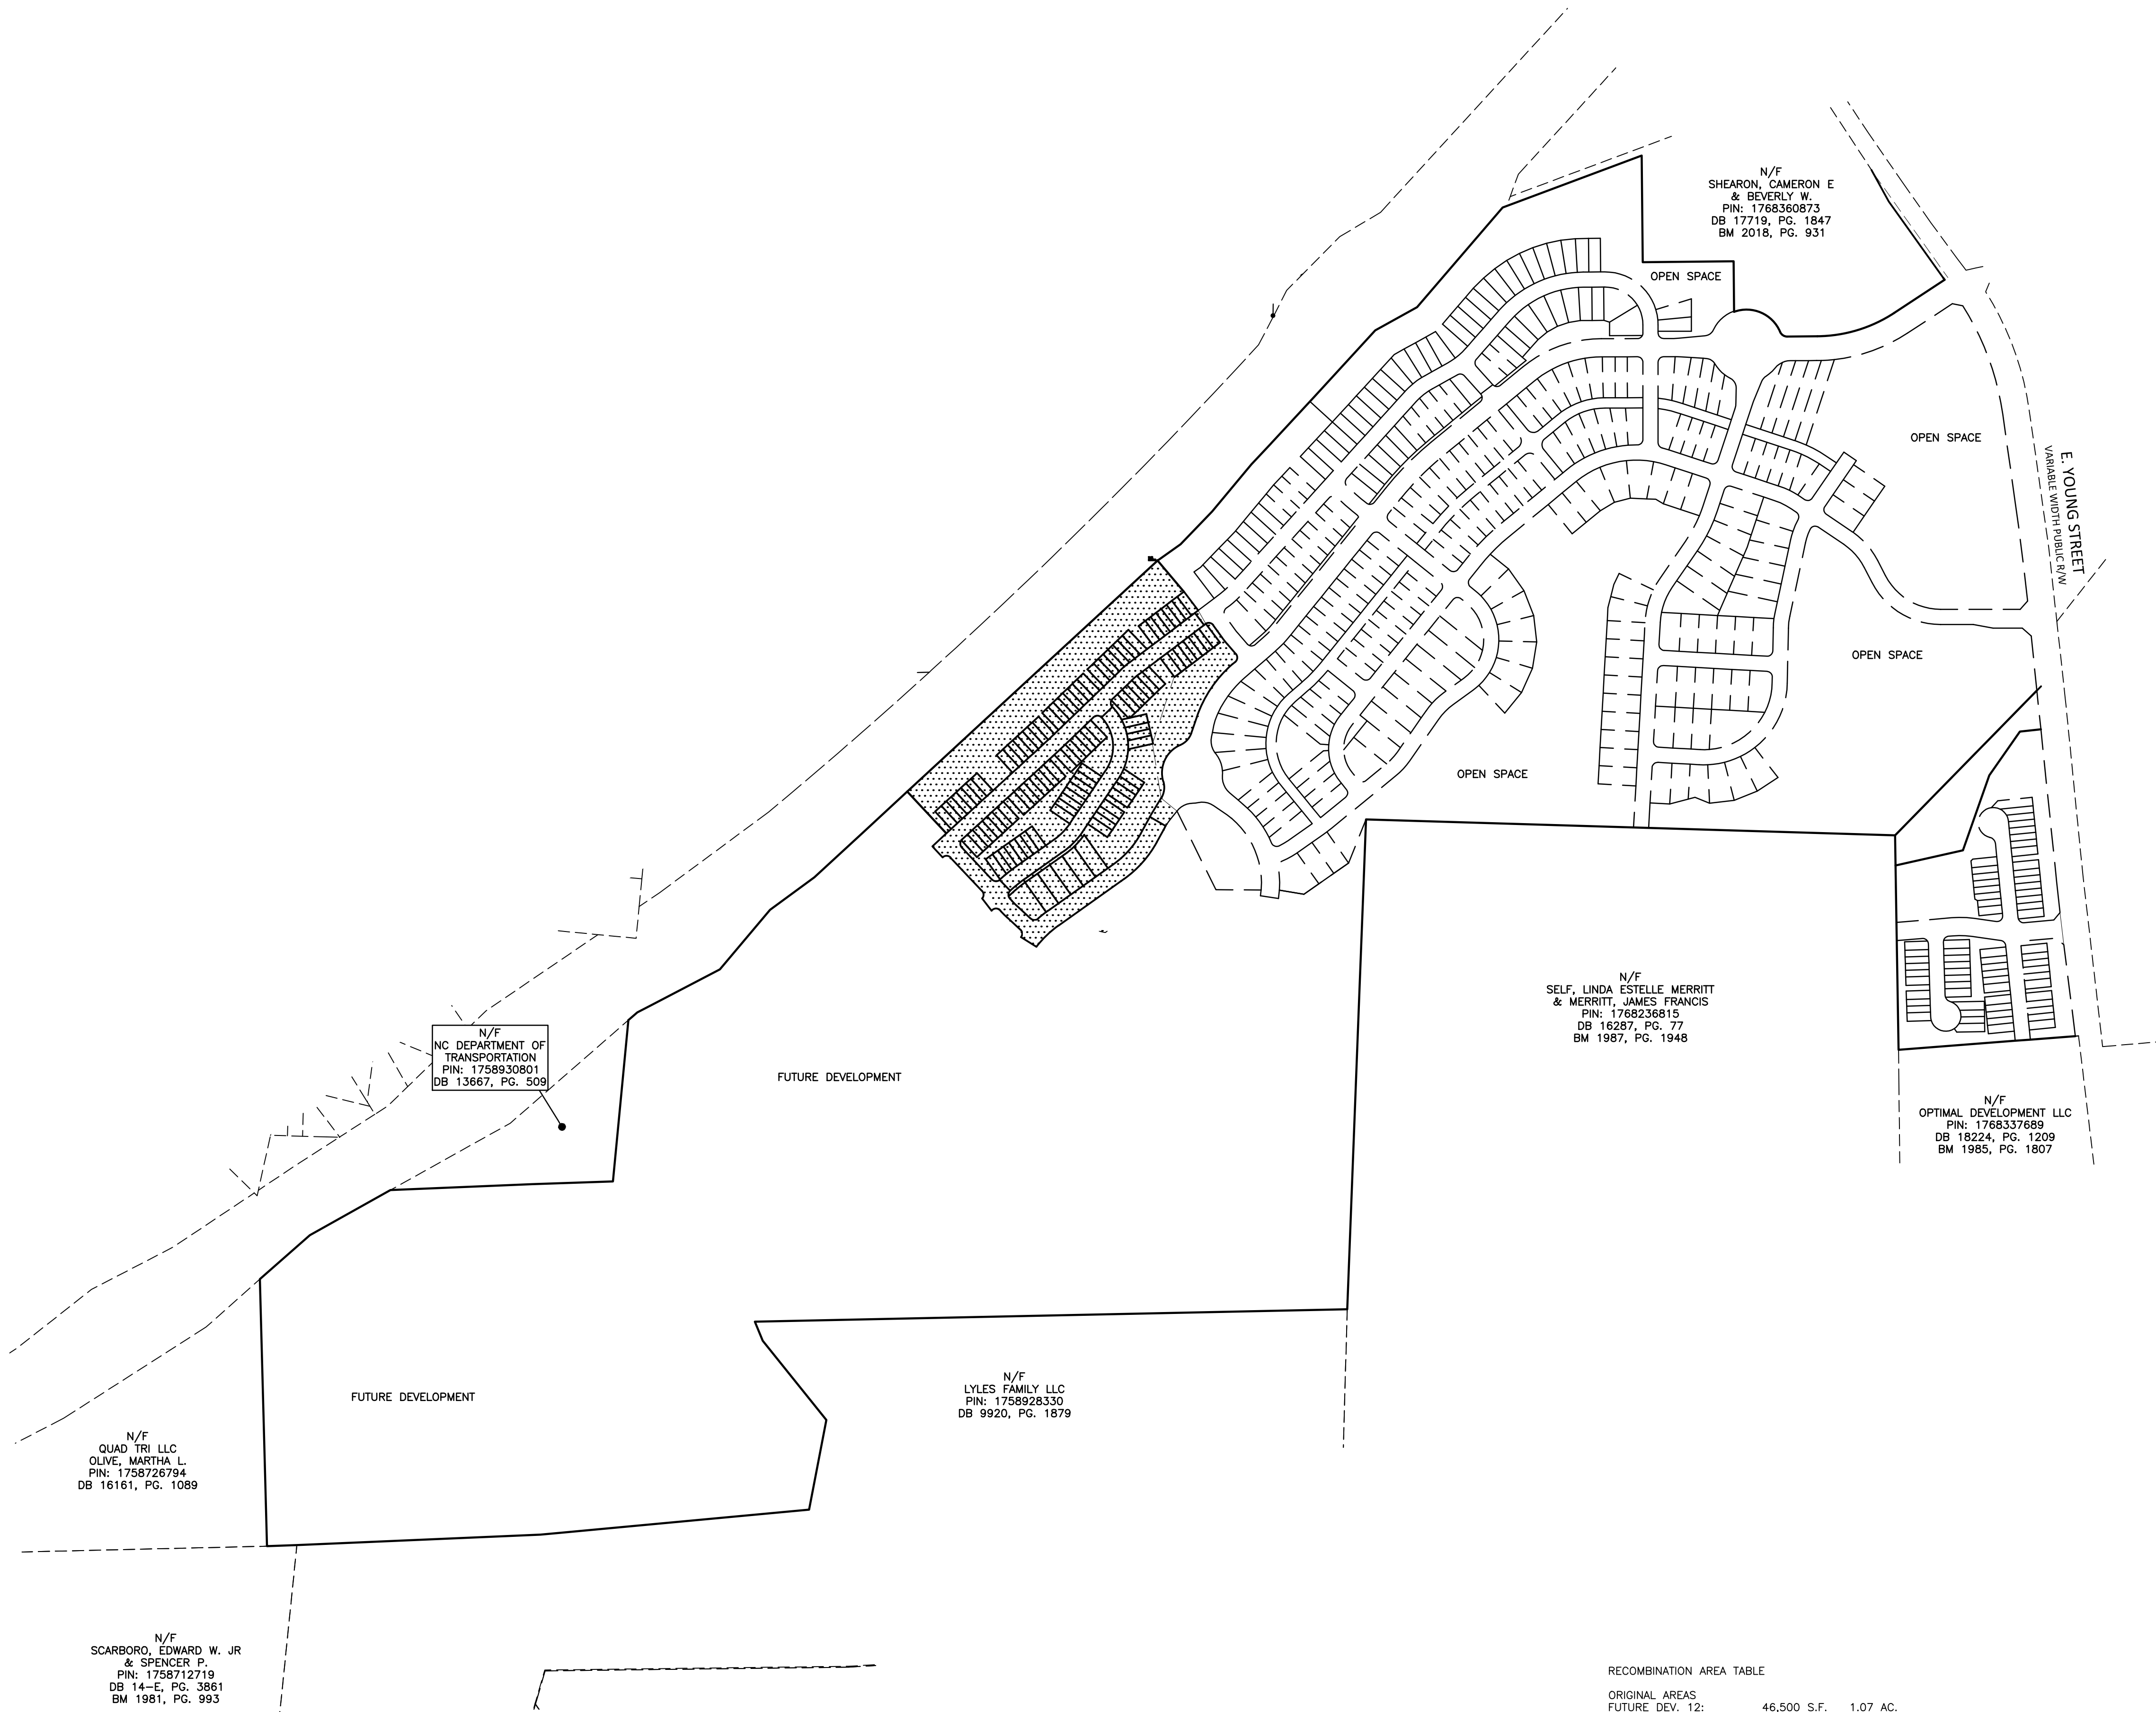 N/F
SHEARON, CAMERON E
& BEVERLY W.
PIN: 1768360873
DB 17719, PG. 1847
BM 2018, PG. 931
OPEN SPACE
OPEN SPACE
E. YOUNG STREET
VARIABLE WIDTH PUBLIC R/W
OPEN SPACE
OPEN SPACE
N/F
SELF, LINDA ESTELLE MERRITT
& MERRITT, JAMES FRANCIS
PIN: 1768236815
DB 16287, PG. 77
BM 1987, PG. 1948
N/F
NC DEPARTMENT OF
TRANSPORTATION
PIN: 1758930801
DB 13667, PG. 509
FUTURE DEVELOPMENT
N/F
OPTIMAL DEVELOPMENT LLC
PIN: 1768337689
DB 18224, PG. 1209
BM 1985, PG. 1807
FUTURE DEVELOPMENT
N/F
LYLES FAMILY LLC
PIN: 1758928330
DB 9920, PG. 1879
N/F
QUAD TRI LLC
OLIVE, MARTHA L.
PIN: 1758726794
DB 16161, PG. 1089
N/F
SCARBORO, EDWARD W. JR
& SPENCER P.
PIN: 1758712719
DB 14-E, PG. 3861
BM 1981, PG. 993
RECOMBINATION AREA TABLE
ORIGINAL AREAS
FUTURE DEV. 12: 46,500 S.F. 1.07 AC.